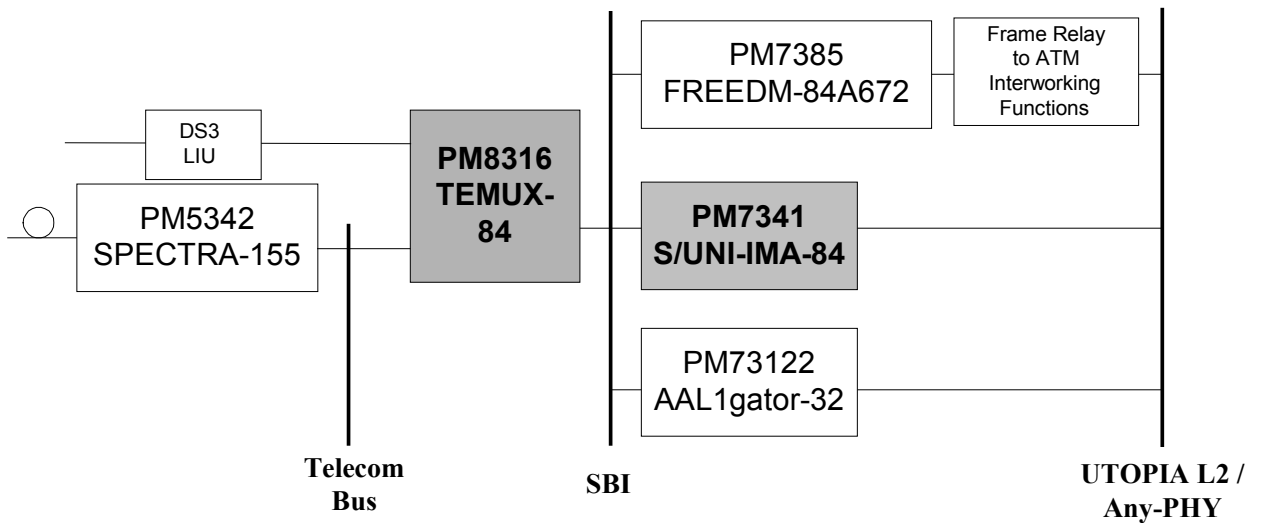 DS3
LIU
PM5342
SPECTRA-155
Telecom
Bus
PM8316
TEMUX-
84
SBI
PM7385
FREEDM-84A672
Frame Relay
to ATM
Interworking
Functions
PM7341
S/UNI-IMA-84
PM73122
AAL1gator-32
UTOPIA L2 /
Any-PHY